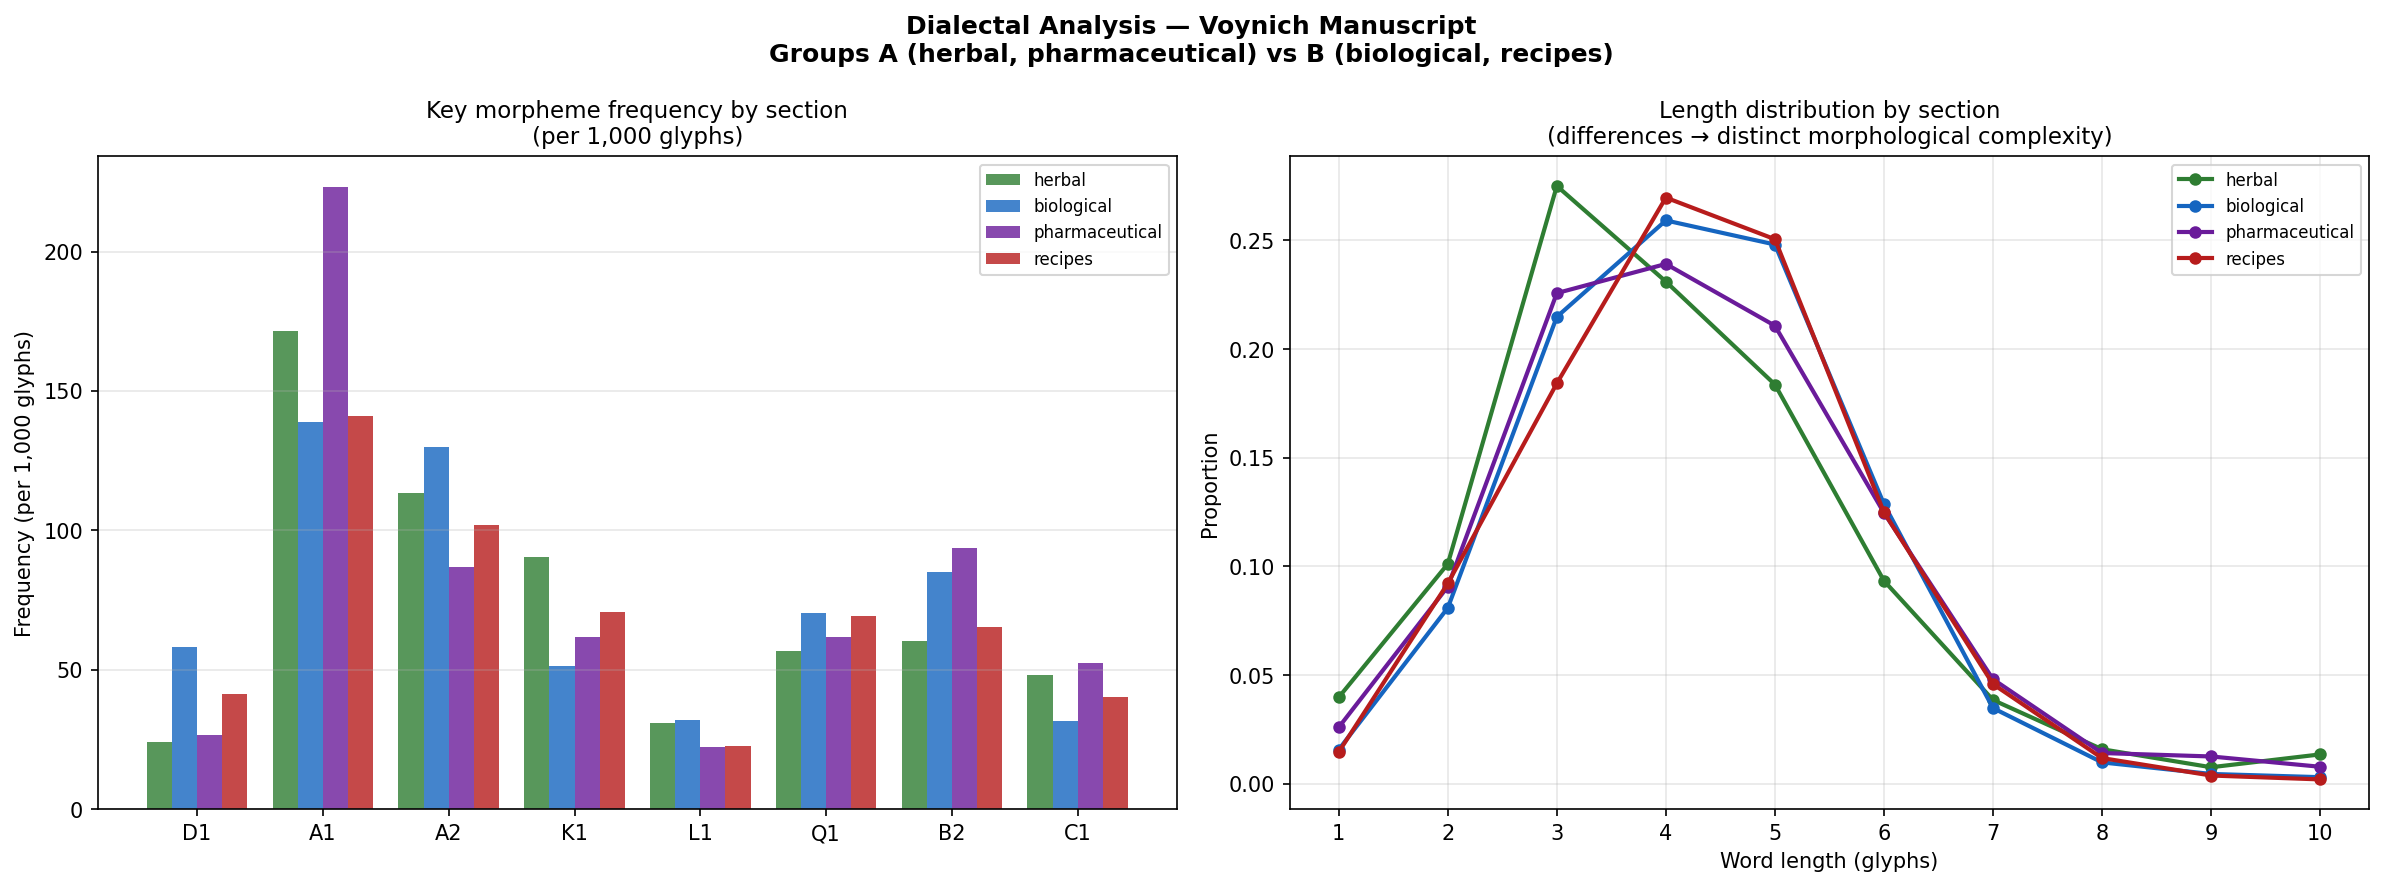 Dialectal Analysis — Voynich Manuscript
Groups A (herbal, pharmaceutical) vs B (biological, recipes)
Key morpheme frequency by section
(per 1,000 glyphs)
Frequency (per 1,000 glyphs)
200
150
100
50
0
D1 A1 A2 K1 L1 Q1 B2 C1
herbal
biological
pharmaceutical
recipes
Length distribution by section
(differences → distinct morphological complexity)
Proportion
0.25
0.20
0.15
0.10
0.05
0.00
1 2 3 4 5 6 7 8 9 10
Word length (glyphs)
herbal
biological
pharmaceutical
recipes